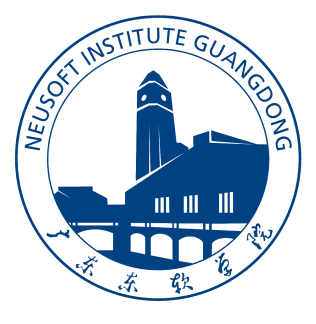 NEUSOFT INSTITUTE GUANGDONG
广东东软学院